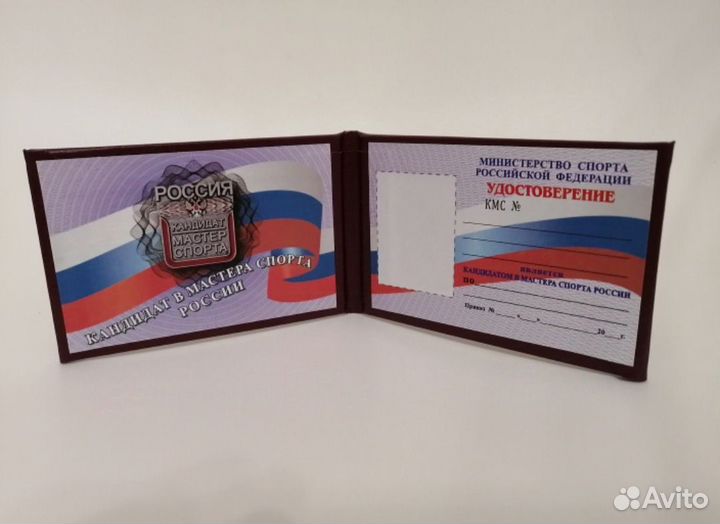 РОССИЯ
КАНДИДАТ
МАСТЕР
СПОРТА
КАНДИДАТ В МАСТЕРА СПОРТА
РОССИИ
МИНИСТЕРСТВО СПОРТА
РОССИЙСКОЙ ФЕДЕРАЦИИ
УДОСТОВЕРЕНИЕ
КМС №
является
КАНДИДАТОМ В МАСТЕРА СПОРТА РОССИИ
ПО
Приказ № « » 20 г.
Avito